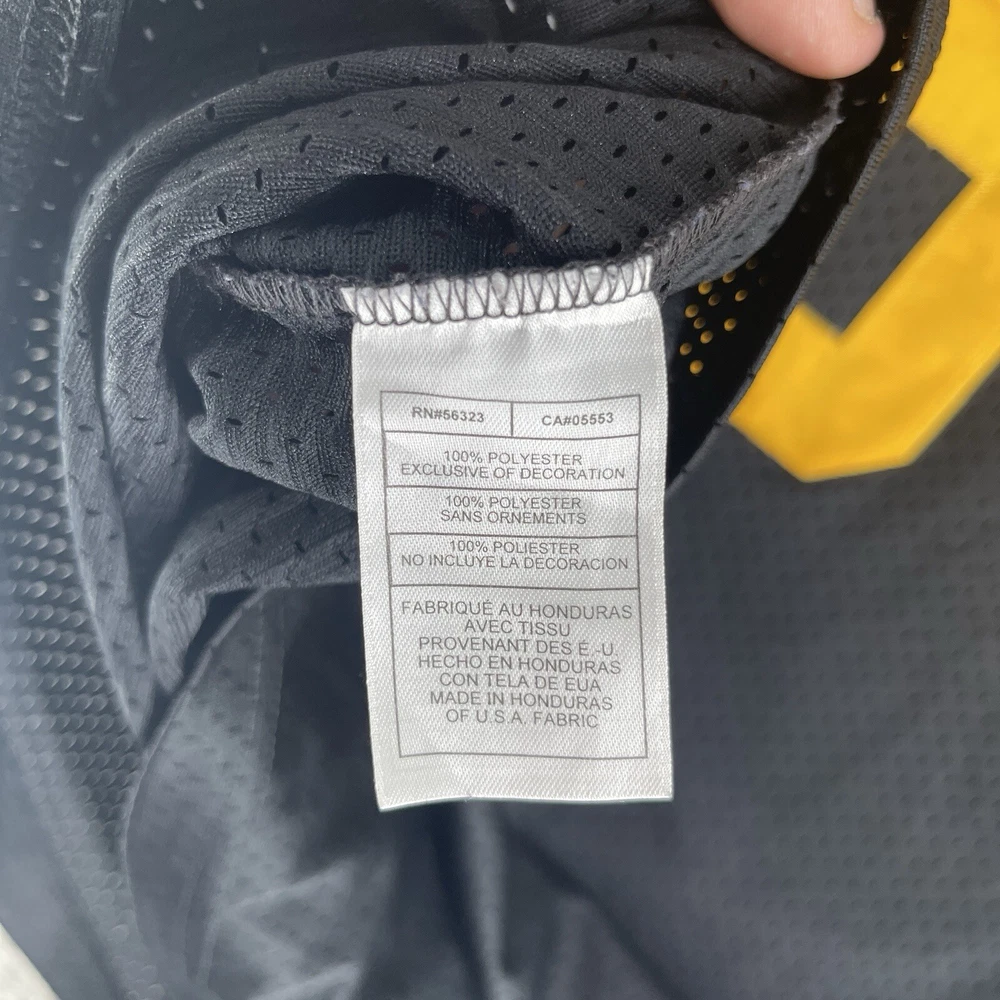 RN#56323 CA#05553
100% POLYESTER
EXCLUSIVE OF DECORATION
100% POLYESTER
SANS ORNEMENTS
100% POLIESTER
NO INCLUYE LA DECORACION
FABRIQUÉ AU HONDURAS
AVEC TISSU
PROVENANT DES É.-U.
HECHO EN HONDURAS
CON TELA DE EUA
MADE IN HONDURAS
OF U.S.A. FABRIC